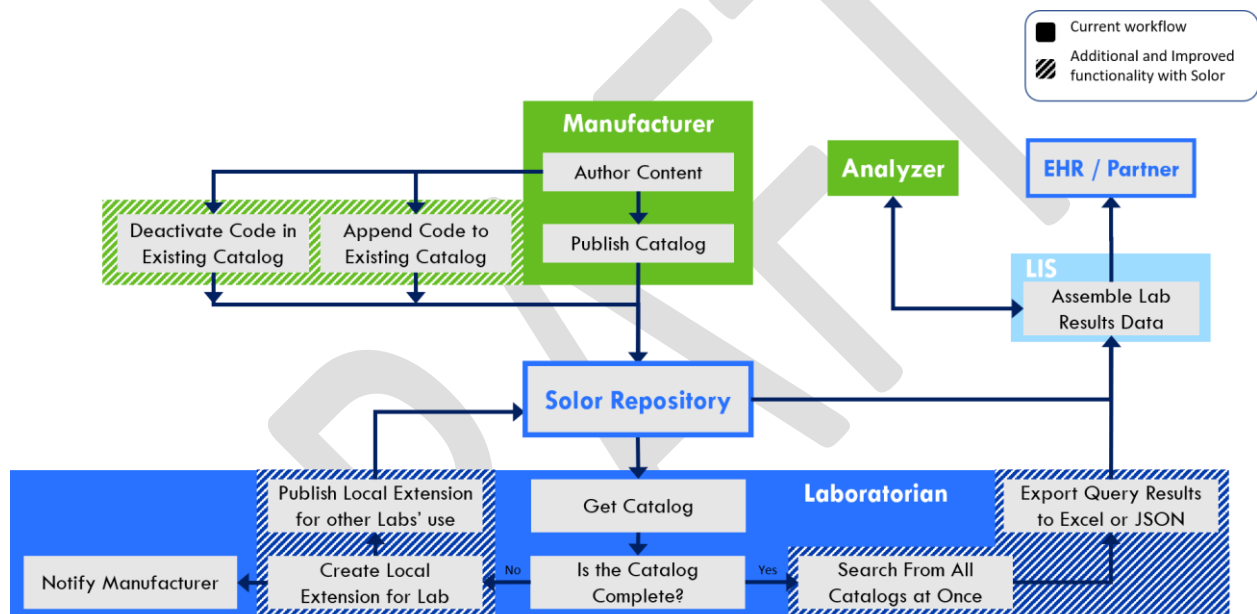 Current workflow
Additional and Improved
functionality with Solor
Manufacturer
Author Content
Publish Catalog
Deactivate Code in
Existing Catalog
Append Code to
Existing Catalog
Analyzer
EHR / Partner
LIS
Assemble Lab
Results Data
Solor Repository
Laboratorian
Publish Local Extension
for other Labs' use
Get Catalog
Export Query Results
to Excel or JSON
Notify Manufacturer
Create Local
Extension for Lab
No
Is the Catalog
Complete?
Yes
Search From All
Catalogs at Once
DRAFT